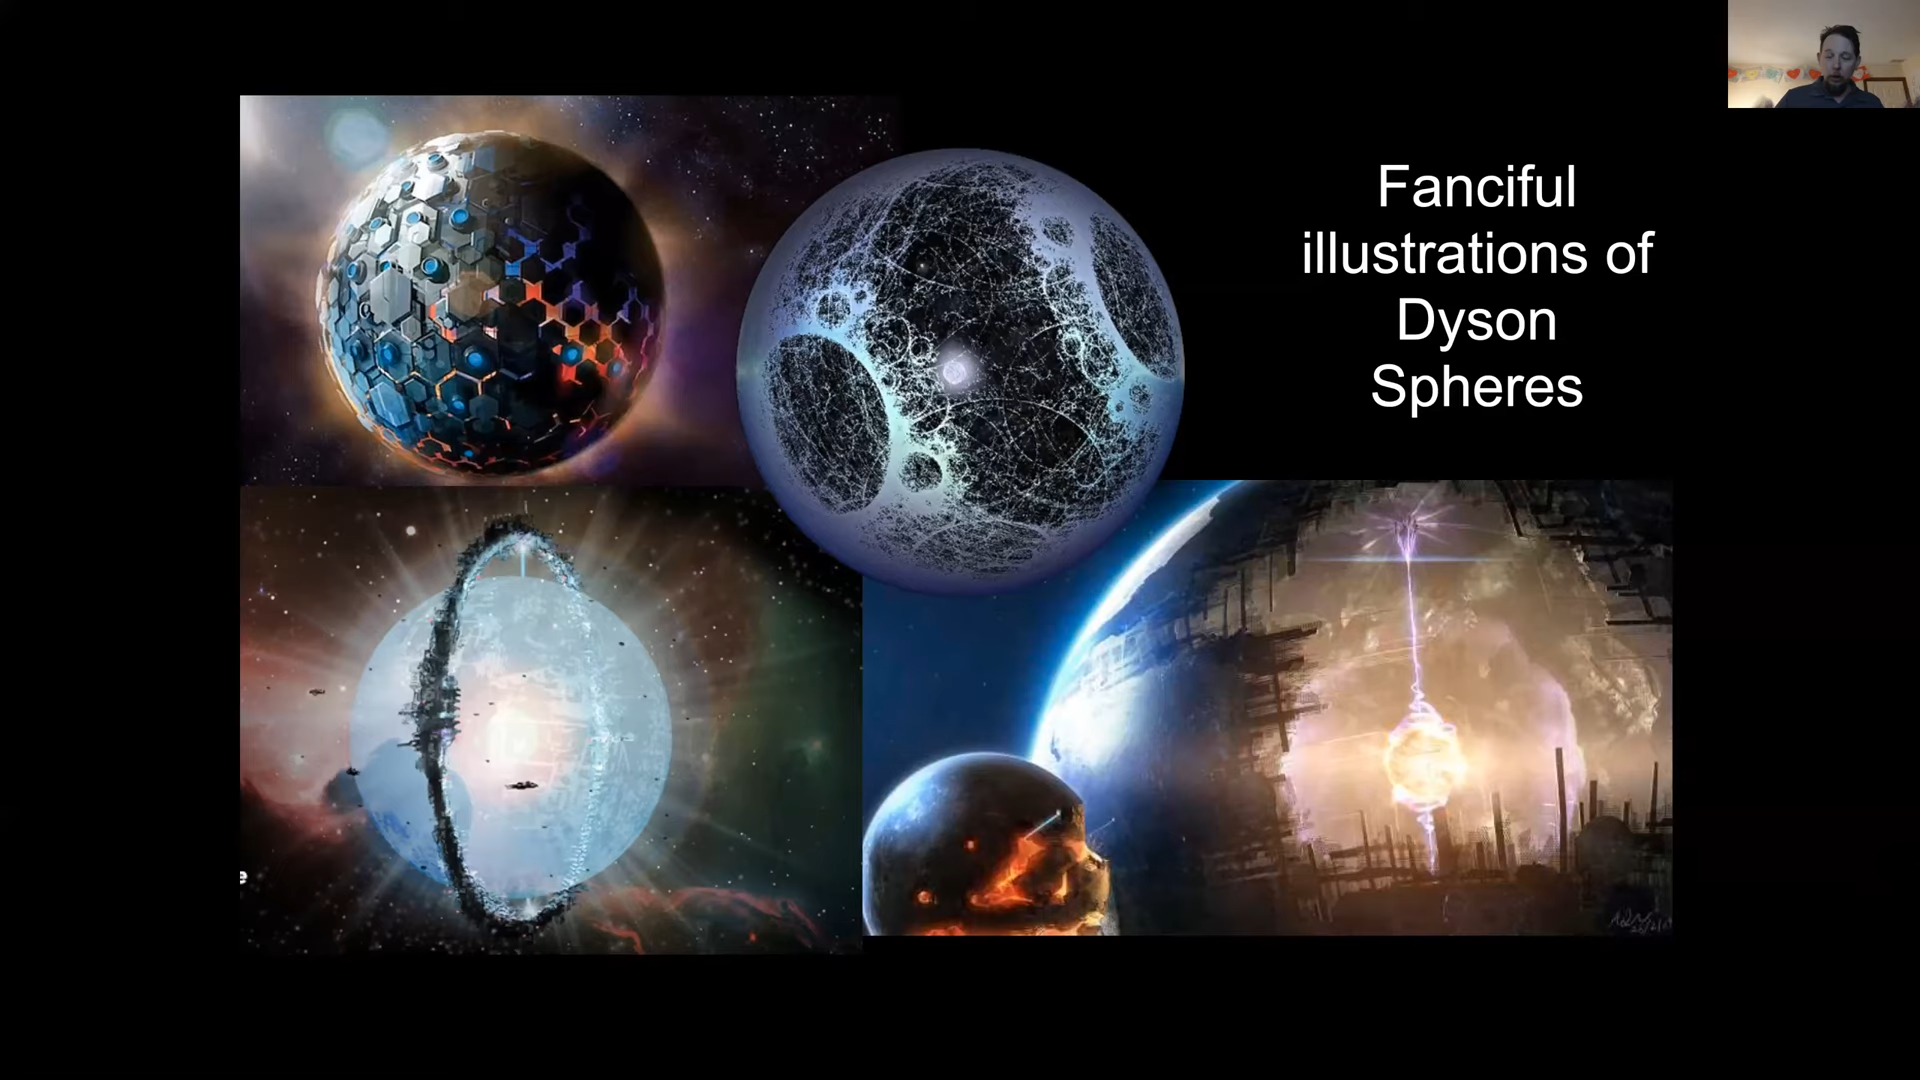 Fanciful
illustrations of
Dyson
Spheres
e